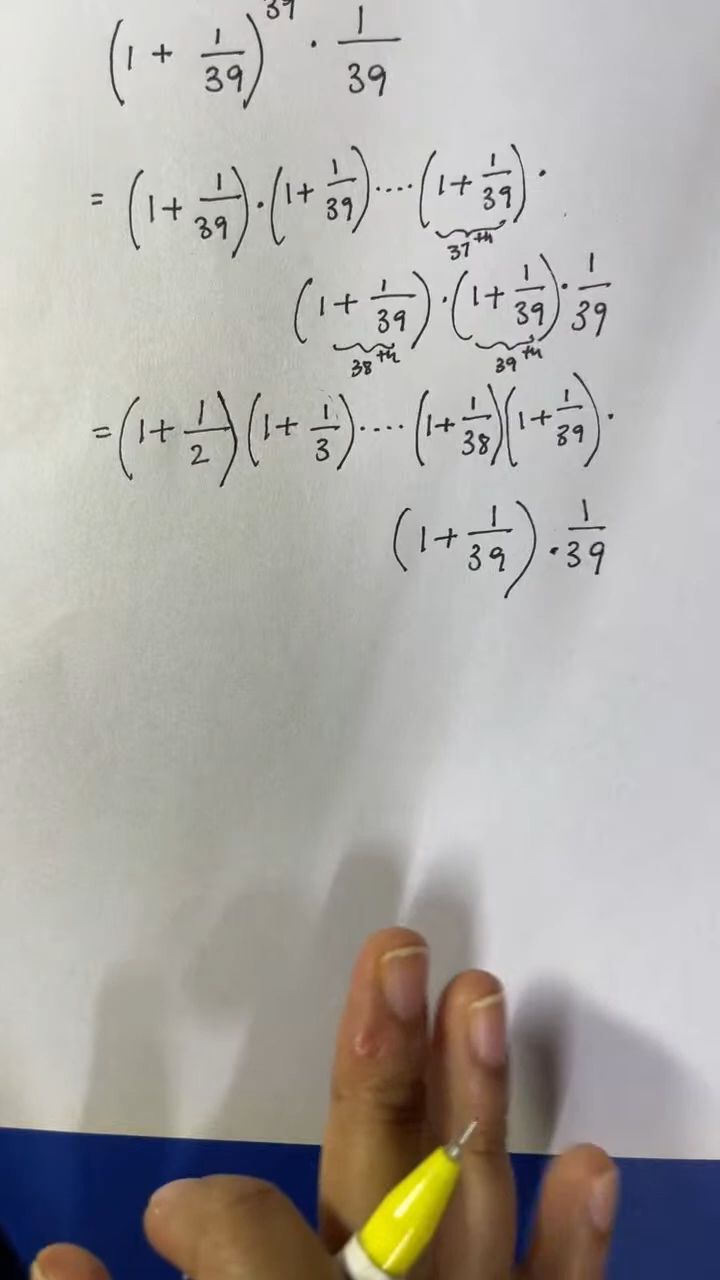 (1 + 1/39)^39 · 1/39
= (1 + 1/39) · (1 + 1/39) .... (1 + 1/39) ·
37th
(1 + 1/39) · (1 + 1/39) · 1/39
38th 39th
= (1 + 1/2) (1 + 1/3) .... (1 + 1/38) (1 + 1/39) ·
(1 + 1/39) · 1/39